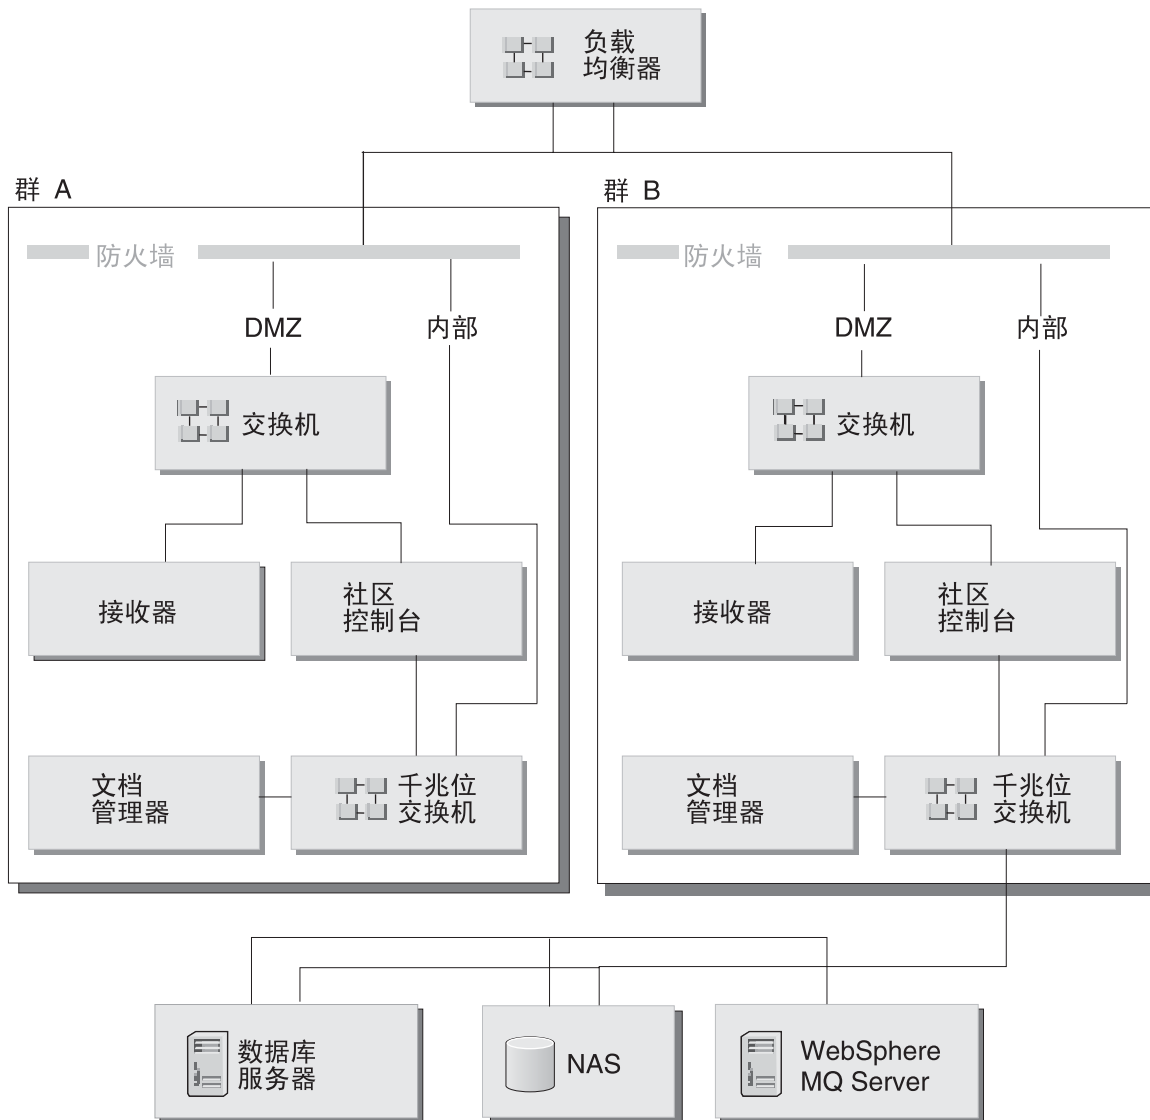 负载
均衡器
群 A
群 B
防火墙
防火墙
DMZ
内部
DMZ
内部
交换机
交换机
接收器
社区
控制台
接收器
社区
控制台
文档
管理器
千兆位
交换机
文档
管理器
千兆位
交换机
数据库
服务器
NAS
WebSphere
MQ Server